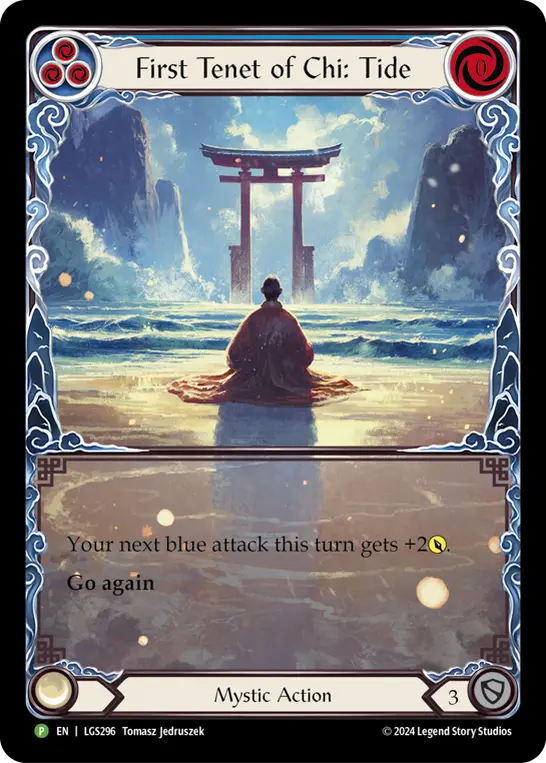 First Tenet of Chi: Tide
0
Your next blue attack this turn gets +2.
Go again
Mystic Action
3
P EN | LGS296 Tomasz Jedruszek
© 2024 Legend Story Studios